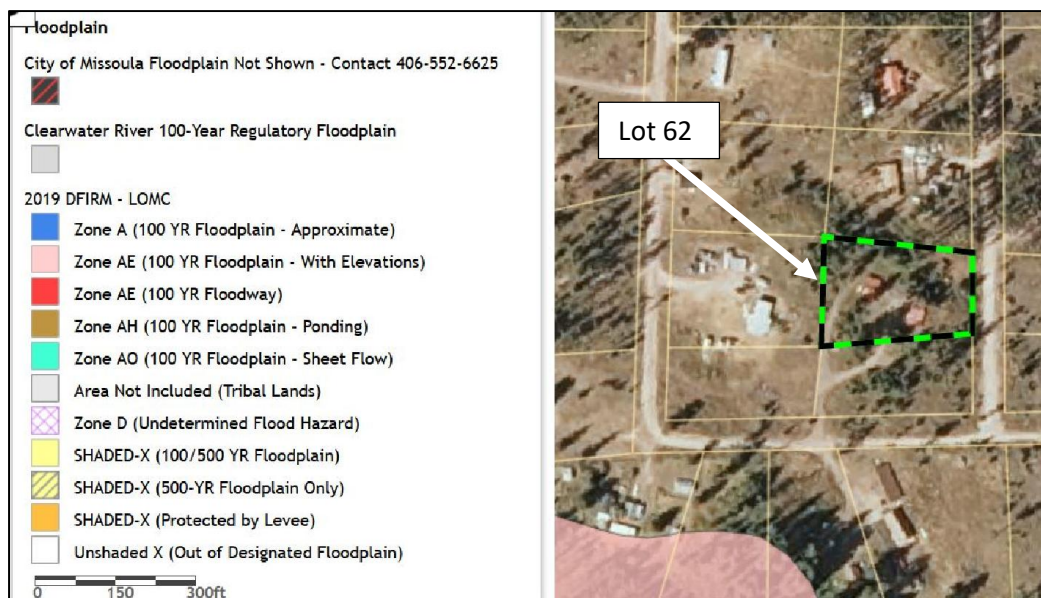 Floodplain
City of Missoula Floodplain Not Shown - Contact 406-552-6625
Clearwater River 100-Year Regulatory Floodplain
2019 DFIRM - LOMC
Zone A (100 YR Floodplain - Approximate)
Zone AE (100 YR Floodplain - With Elevations)
Zone AE (100 YR Floodway)
Zone AH (100 YR Floodplain - Ponding)
Zone AO (100 YR Floodplain - Sheet Flow)
Area Not Included (Tribal Lands)
Zone D (Undetermined Flood Hazard)
SHADED-X (100/500 YR Floodplain)
SHADED-X (500-YR Floodplain Only)
SHADED-X (Protected by Levee)
Unshaded X (Out of Designated Floodplain)
0 150 300ft
Lot 62